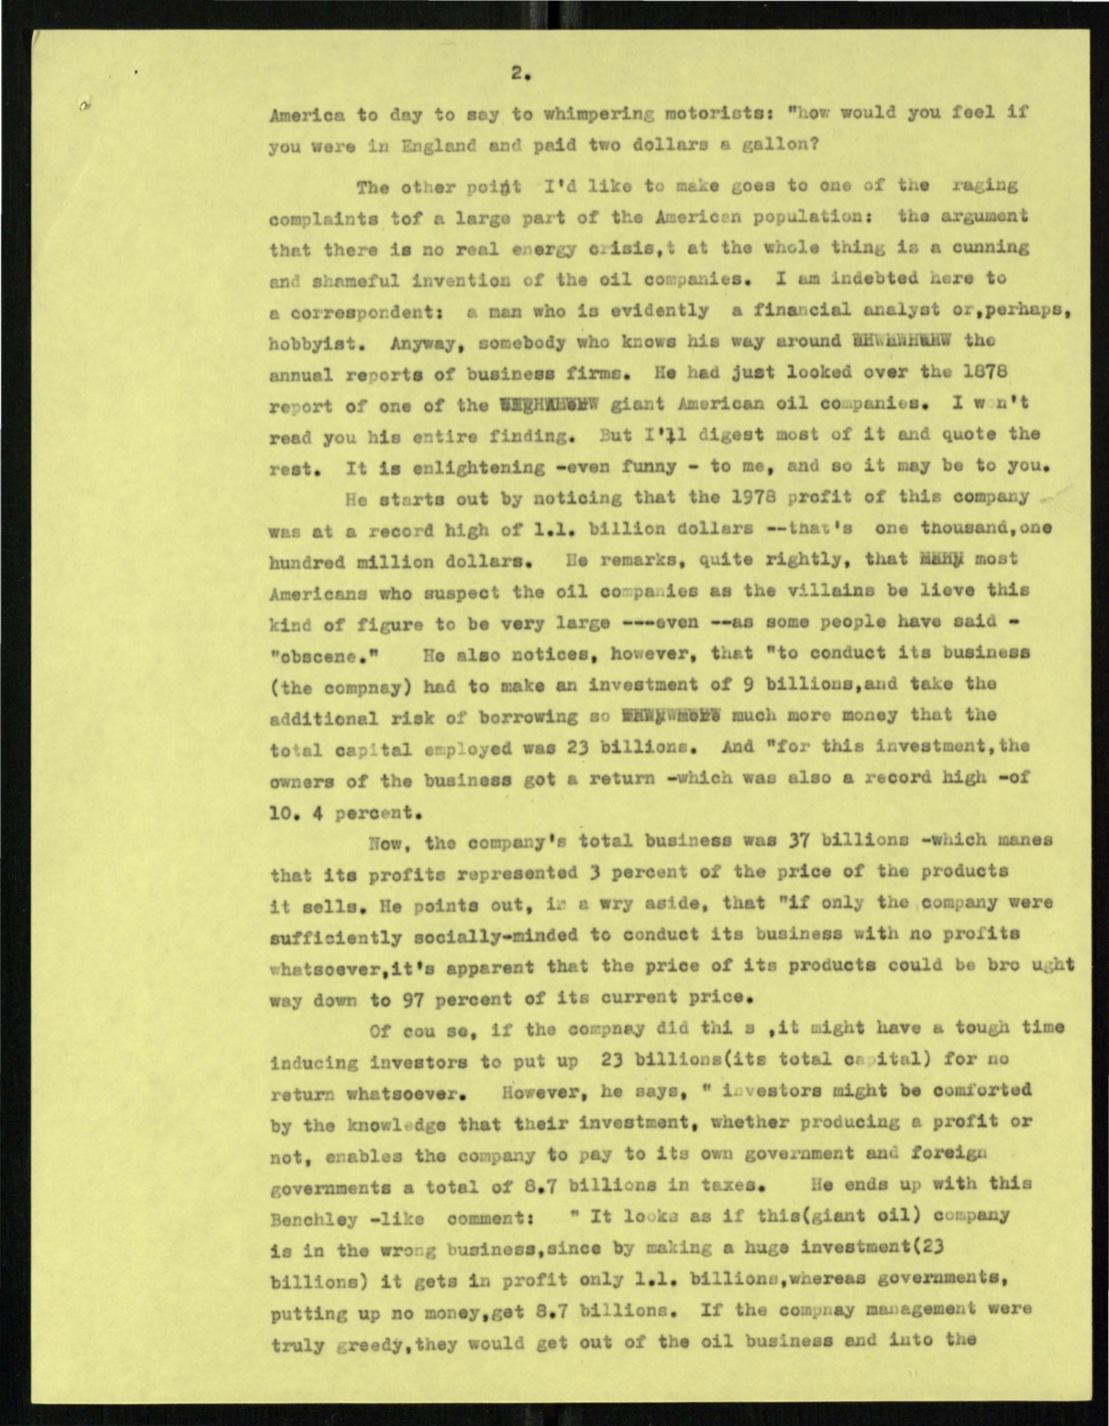 2.
America to day to say to whimpering motorists: "how would you feel if
you were in England and paid two dollars a gallon?
The other point I'd like to make goes to one of the raging
complaints tof a large part of the American population: the argument
that there is no real energy crisis,t at the whole thing is a cunning
and shameful invention of the oil companies. I am indebted here to
a correspondent: a man who is evidently a financial analyst or,perhaps,
hobbyist. Anyway, somebody who knows his way around the
annual reports of business firms. He had just looked over the 1878
report of one of the giant American oil companies. I won't
read you his entire finding. But I'll digest most of it and quote the
rest. It is enlightening -even funny - to me, and so it may be to you.
He starts out by noticing that the 1978 profit of this company
was at a record high of 1.1. billion dollars --that's one thousand,one
hundred million dollars. He remarks, quite rightly, that most
Americans who suspect the oil companies as the villains be lieve this
kind of figure to be very large ---even --as some people have said -
"obscene." He also notices, however, that "to conduct its business
(the compnay) had to make an investment of 9 billions,and take the
additional risk of borrowing so much more money that the
total capital employed was 23 billions. And "for this investment,the
owners of the business got a return -which was also a record high -of
10. 4 percent.
Now, the company's total business was 37 billions -which manes
that its profits represented 3 percent of the price of the products
it sells. He points out, in a wry aside, that "if only the company were
sufficiently socially-minded to conduct its business with no profits
whatsoever,it's apparent that the price of its products could be bro ught
way down to 97 percent of its current price.
Of cou se, if the compnay did thi s ,it might have a tough time
inducing investors to put up 23 billions(its total capital) for no
return whatsoever. However, he says, " investors might be comforted
by the knowledge that their investment, whether producing a profit or
not, enables the company to pay to its own government and foreign
governments a total of 8.7 billions in taxes. He ends up with this
Benchley -like comment: " It looks as if this(giant oil) company
is in the wrong business,since by making a huge investment(23
billions) it gets in profit only 1.1. billions,whereas governments,
putting up no money,get 8.7 billions. If the compnay management were
truly greedy,they would get out of the oil business and into the